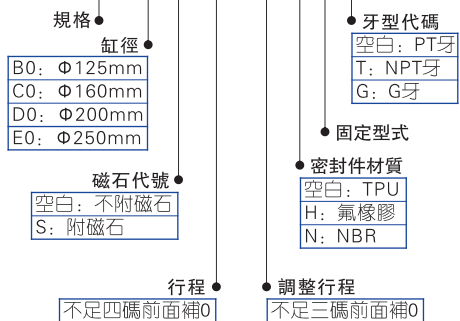 規格
缸徑
B0: Φ125mm
C0: Φ160mm
D0: Φ200mm
E0: Φ250mm
磁石代號
空白: 不附磁石
S: 附磁石
行程
不足四碼前面補0
牙型代碼
空白: PT牙
T: NPT牙
G: G牙
固定型式
密封件材質
空白: TPU
H: 氟橡膠
N: NBR
調整行程
不足三碼前面補0